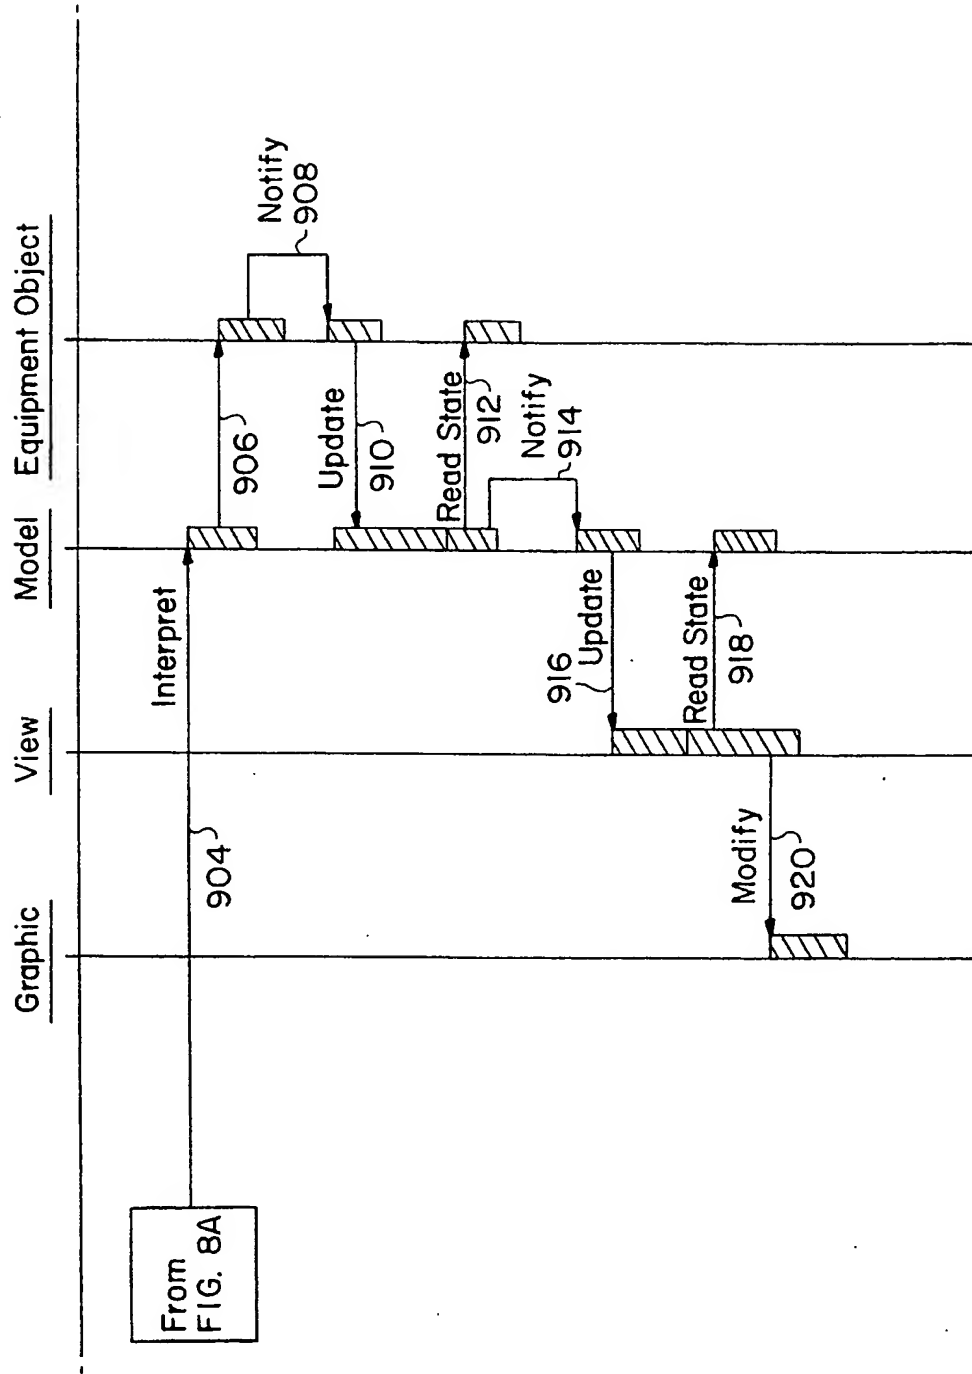 Graphic
View
Model
Equipment Object
From
FIG. 8A
904
Interpret
906
Notify
908
Update
910
Read State
912
Notify
914
916
Update
Read State
918
Modify
920